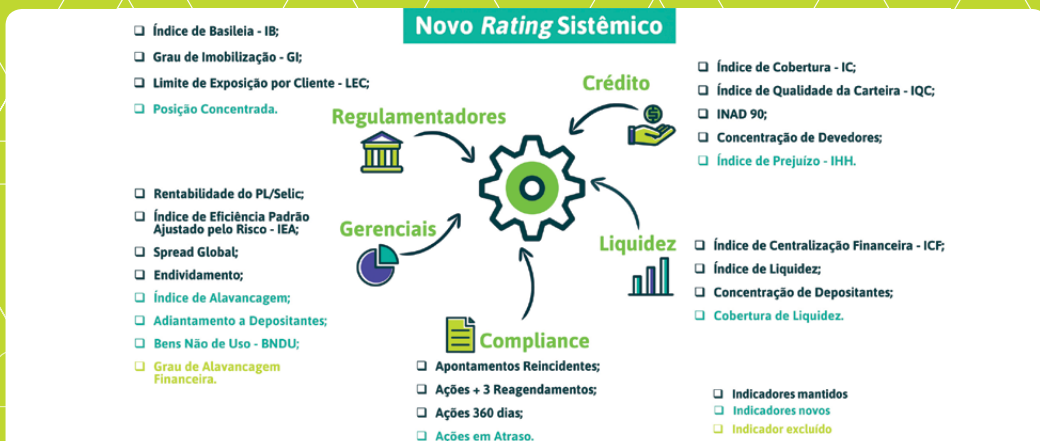 Novo Rating Sistêmico
Índice de Basileia - IB;
Grau de Imobilização - GI;
Limite de Exposição por Cliente - LEC;
Posição Concentrada.
Regulamentadores
Crédito
Índice de Cobertura - IC;
Índice de Qualidade da Carteira - IQC;
INAD 90;
Concentração de Devedores;
Índice de Prejuízo - IHH.
Rentabilidade do PL/Selic;
Índice de Eficiência Padrão
Ajustado pelo Risco - IEA;
Spread Global;
Endividamento;
Índice de Alavancagem;
Adiantamento a Depositantes;
Bens Não de Uso - BNDU;
Grau de Alavancagem
Financeira.
Gerenciais
Liquidez
Índice de Centralização Financeira - ICF;
Índice de Liquidez;
Concentração de Depositantes;
Cobertura de Liquidez.
Compliance
Apontamentos Reincidentes;
Ações + 3 Reagendamentos;
Ações 360 dias;
Ações em Atraso.
Indicadores mantidos
Indicadores novos
Indicador excluído